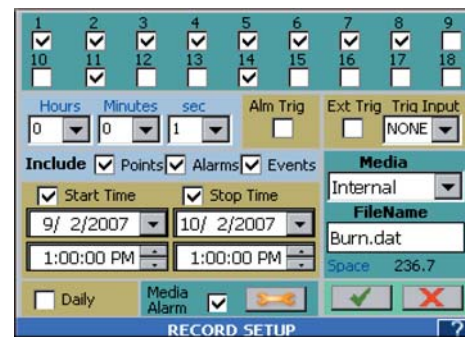 1 2 3 4 5 6 7 8 9
10 11 12 13 14 15 16 17 18
Hours Minutes sec Alm Trig Ext Trig Trig Input
0 0 1 NONE
Include Points Alarms Events Media
Internal
Start Time Stop Time
FileName
9/ 2/2007 10/ 2/2007
Burn.dat
1:00:00 PM 1:00:00 PM
Space 236.7
Daily Media Alarm
RECORD SETUP ?